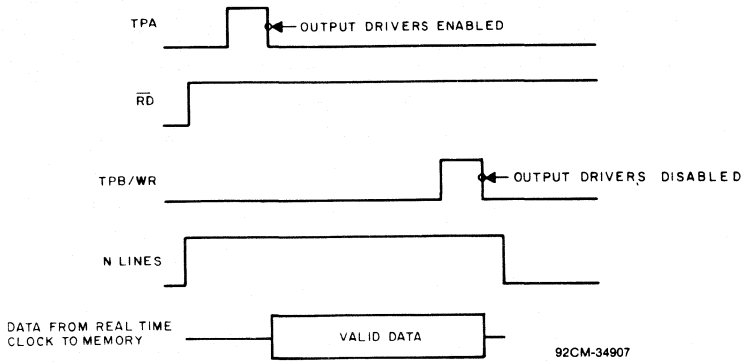 TPA
OUTPUT DRIVERS ENABLED
RD
TPB/WR
OUTPUT DRIVERS DISABLED
N LINES
DATA FROM REAL TIME
CLOCK TO MEMORY
VALID DATA
92CM-34907